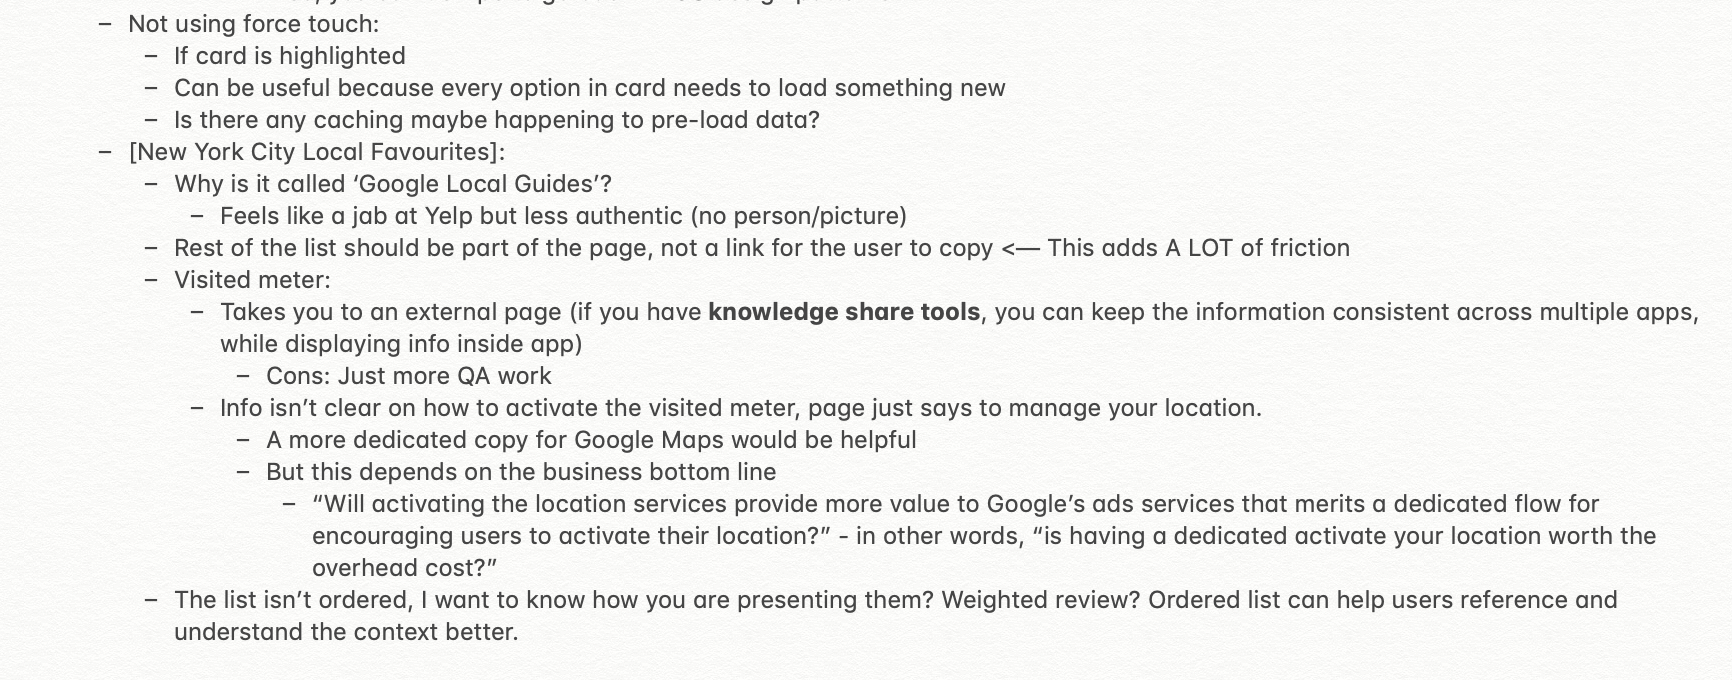 – Not using force touch:
– If card is highlighted
– Can be useful because every option in card needs to load something new
– Is there any caching maybe happening to pre-load data?
– [New York City Local Favourites]:
– Why is it called ‘Google Local Guides’?
– Feels like a jab at Yelp but less authentic (no person/picture)
– Rest of the list should be part of the page, not a link for the user to copy <— This adds A LOT of friction
– Visited meter:
– Takes you to an external page (if you have knowledge share tools, you can keep the information consistent across multiple apps,
while displaying info inside app)
– Cons: Just more QA work
– Info isn’t clear on how to activate the visited meter, page just says to manage your location.
– A more dedicated copy for Google Maps would be helpful
– But this depends on the business bottom line
– “Will activating the location services provide more value to Google’s ads services that merits a dedicated flow for
encouraging users to activate their location?” - in other words, “is having a dedicated activate your location worth the
overhead cost?”
– The list isn’t ordered, I want to know how you are presenting them? Weighted review? Ordered list can help users reference and
understand the context better.